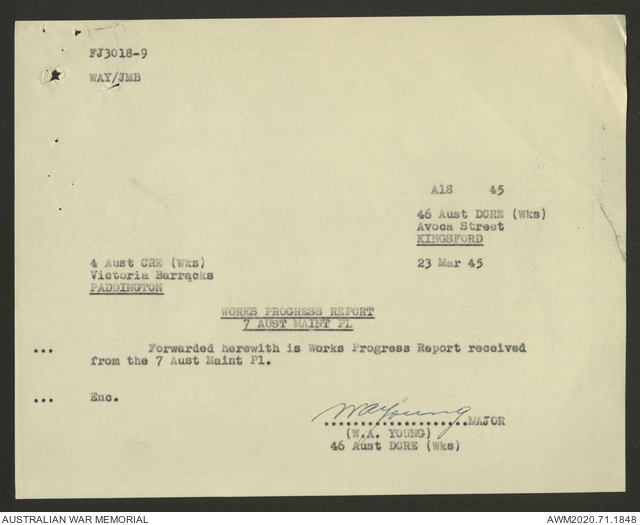 FJ3018-9
WAY/JMB
A18 45
46 Aust DCRE (Wks)
Avoca Street
KINGSFORD
4 Aust CRE (Wks)
Victoria Barracks
PADDINGTON
23 Mar 45
WORKS PROGRESS REPORT
7 AUST MAINT PL
... Forwarded herewith is Works Progress Report received
from the 7 Aust Maint Pl.
... Enc.
WAYoung
....................MAJOR
(W.A. YOUNG)
46 Aust DCRE (Wks)
AUSTRALIAN WAR MEMORIAL
AWM2020.71.1848